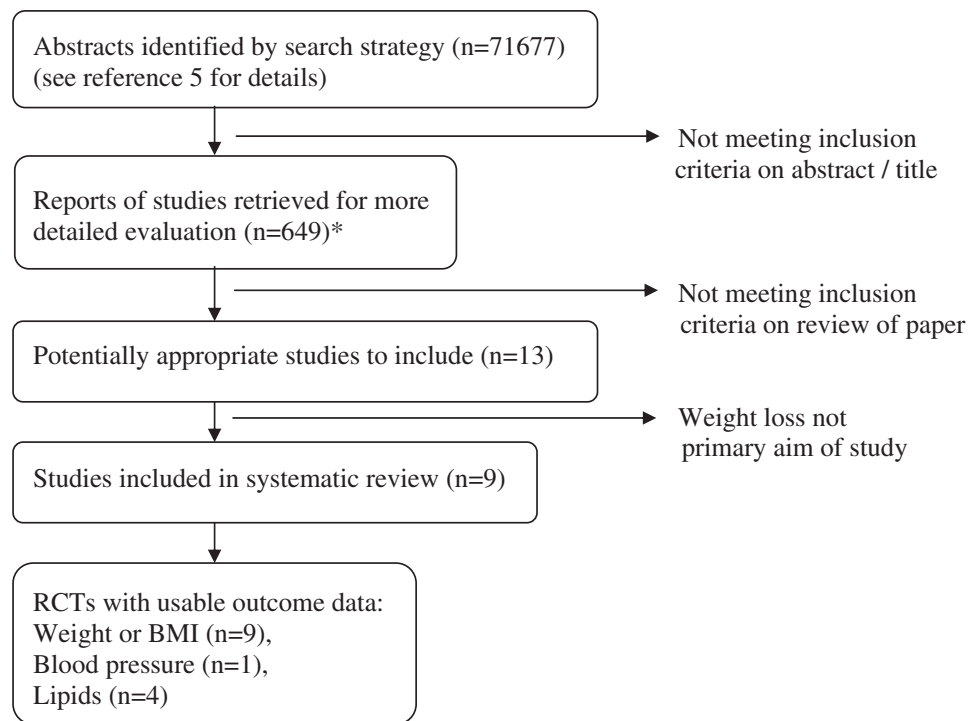 Abstracts identified by search strategy (n=71677)
(see reference 5 for details)
Not meeting inclusion
criteria on abstract / title
Reports of studies retrieved for more
detailed evaluation (n=649)*
Not meeting inclusion
criteria on review of paper
Potentially appropriate studies to include (n=13)
Weight loss not
primary aim of study
Studies included in systematic review (n=9)
RCTs with usable outcome data:
Weight or BMI (n=9),
Blood pressure (n=1),
Lipids (n=4)